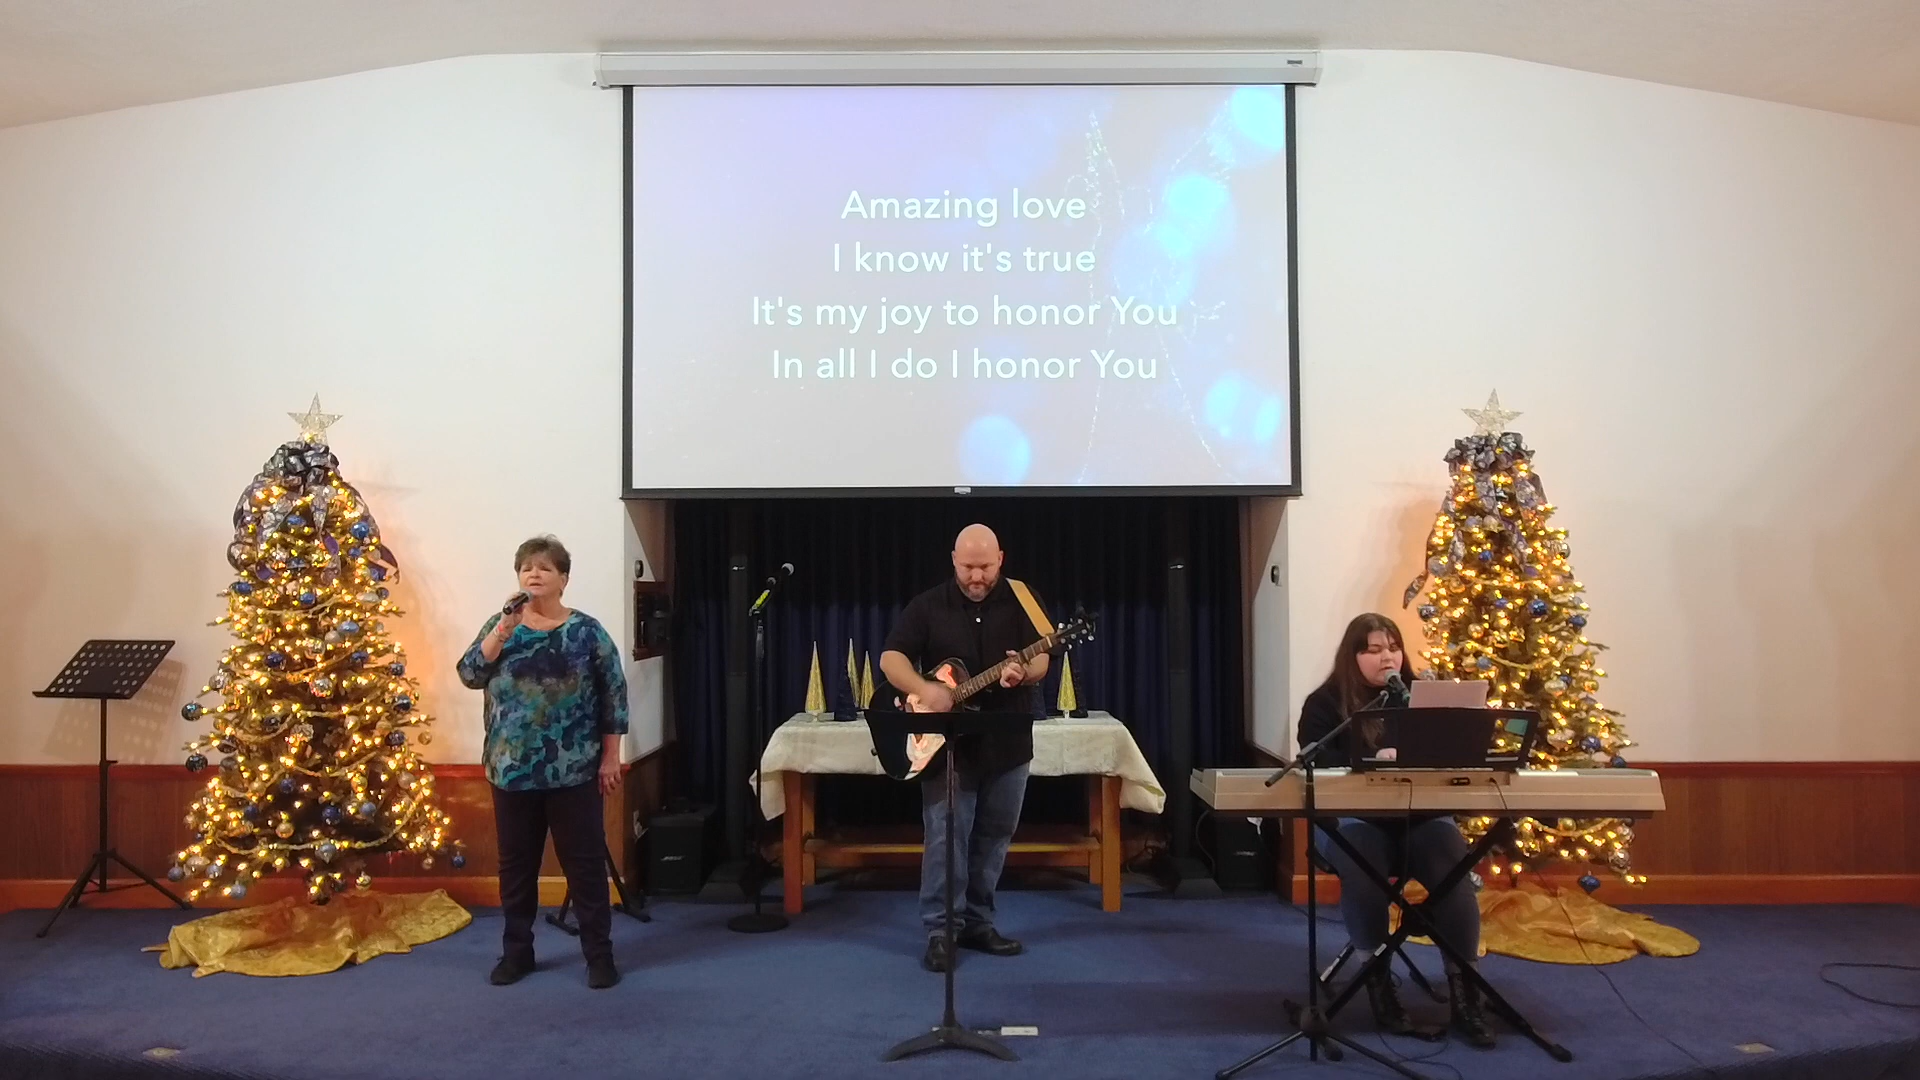 Amazing love
I know it's true
It's my joy to honor You
In all I do I honor You